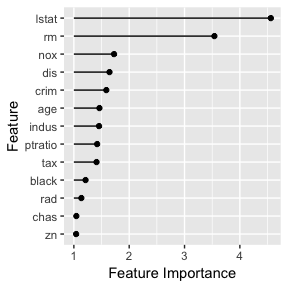 lstat
rm
nox
dis
crim
age
indus
ptratio
tax
black
rad
chas
zn
Feature
1 2 3 4
Feature Importance